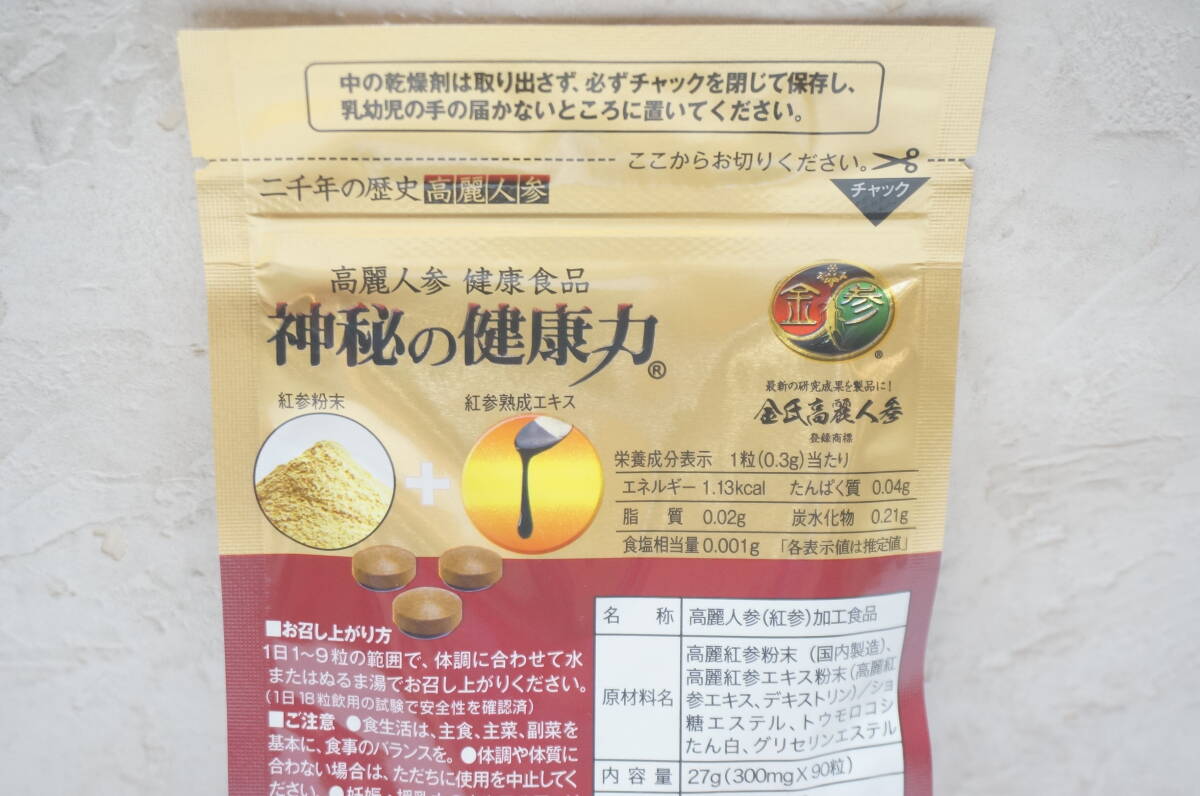 中の乾燥剤は取り出さず、必ずチャックを閉じて保存し、
乳幼児の手の届かないところに置いてください。
ここからお切りください。
二千年の歴史 高麗人参
チャック
高麗人参 健康食品
神秘の健康力®
金参®
最新の研究成果を製品に!
金氏高麗人参
登録商標
紅参粉末
紅参熟成エキス
+
栄養成分表示 1粒(0.3g)当たり
エネルギー 1.13kcal たんぱく質 0.04g
脂質 0.02g 炭水化物 0.21g
食塩相当量 0.001g 「各表示値は推定値」
■お召し上がり方
1日1〜9粒の範囲で、体調に合わせて水
またはぬるま湯でお召し上がりください。
(1日18粒飲用の試験で安全性を確認済)
■ご注意 ●食生活は、主食、主菜、副菜を
基本に、食事のバランスを。●体調や体質に
合わない場合は、ただちに使用を中止してく
ださい。●妊娠・授乳中の
名称 高麗人参(紅参)加工食品
原材料名 高麗紅参粉末(国内製造)、
高麗紅参エキス粉末(高麗紅
参エキス、デキストリン)/ショ
糖エステル、トウモロコシ
たん白、グリセリンエステル
内容量 27g(300mg×90粒)